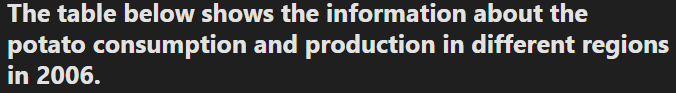 The table below shows the information about the
potato consumption and production in different regions
in 2006.